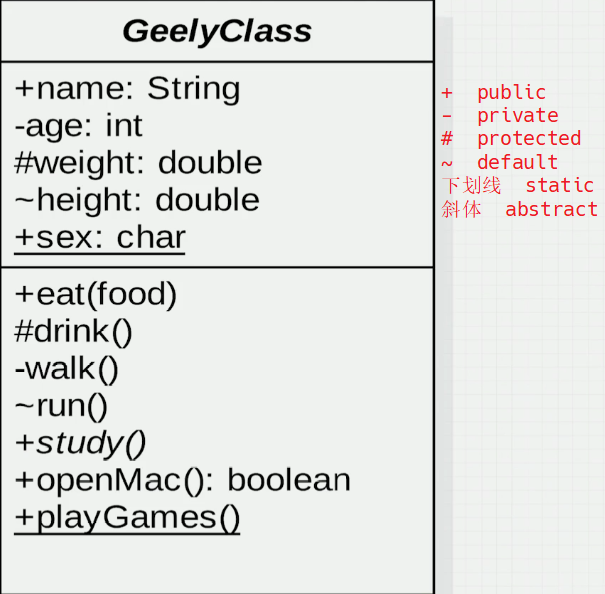 GeelyClass
+name: String
-age: int
#weight: double
~height: double
+sex: char
+eat(food)
#drink()
-walk()
~run()
+study()
+openMac(): boolean
+playGames()
+ public
- private
# protected
~ default
下划线 static
斜体 abstract